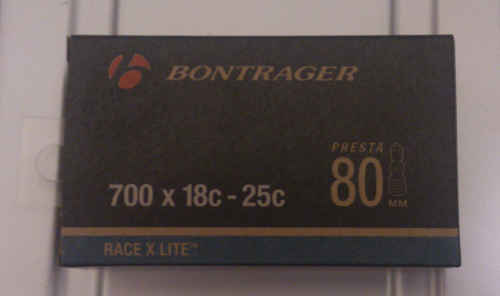 BONTRAGER
PRESTA
700 x 18c - 25c
80 MM
RACE X LITE™